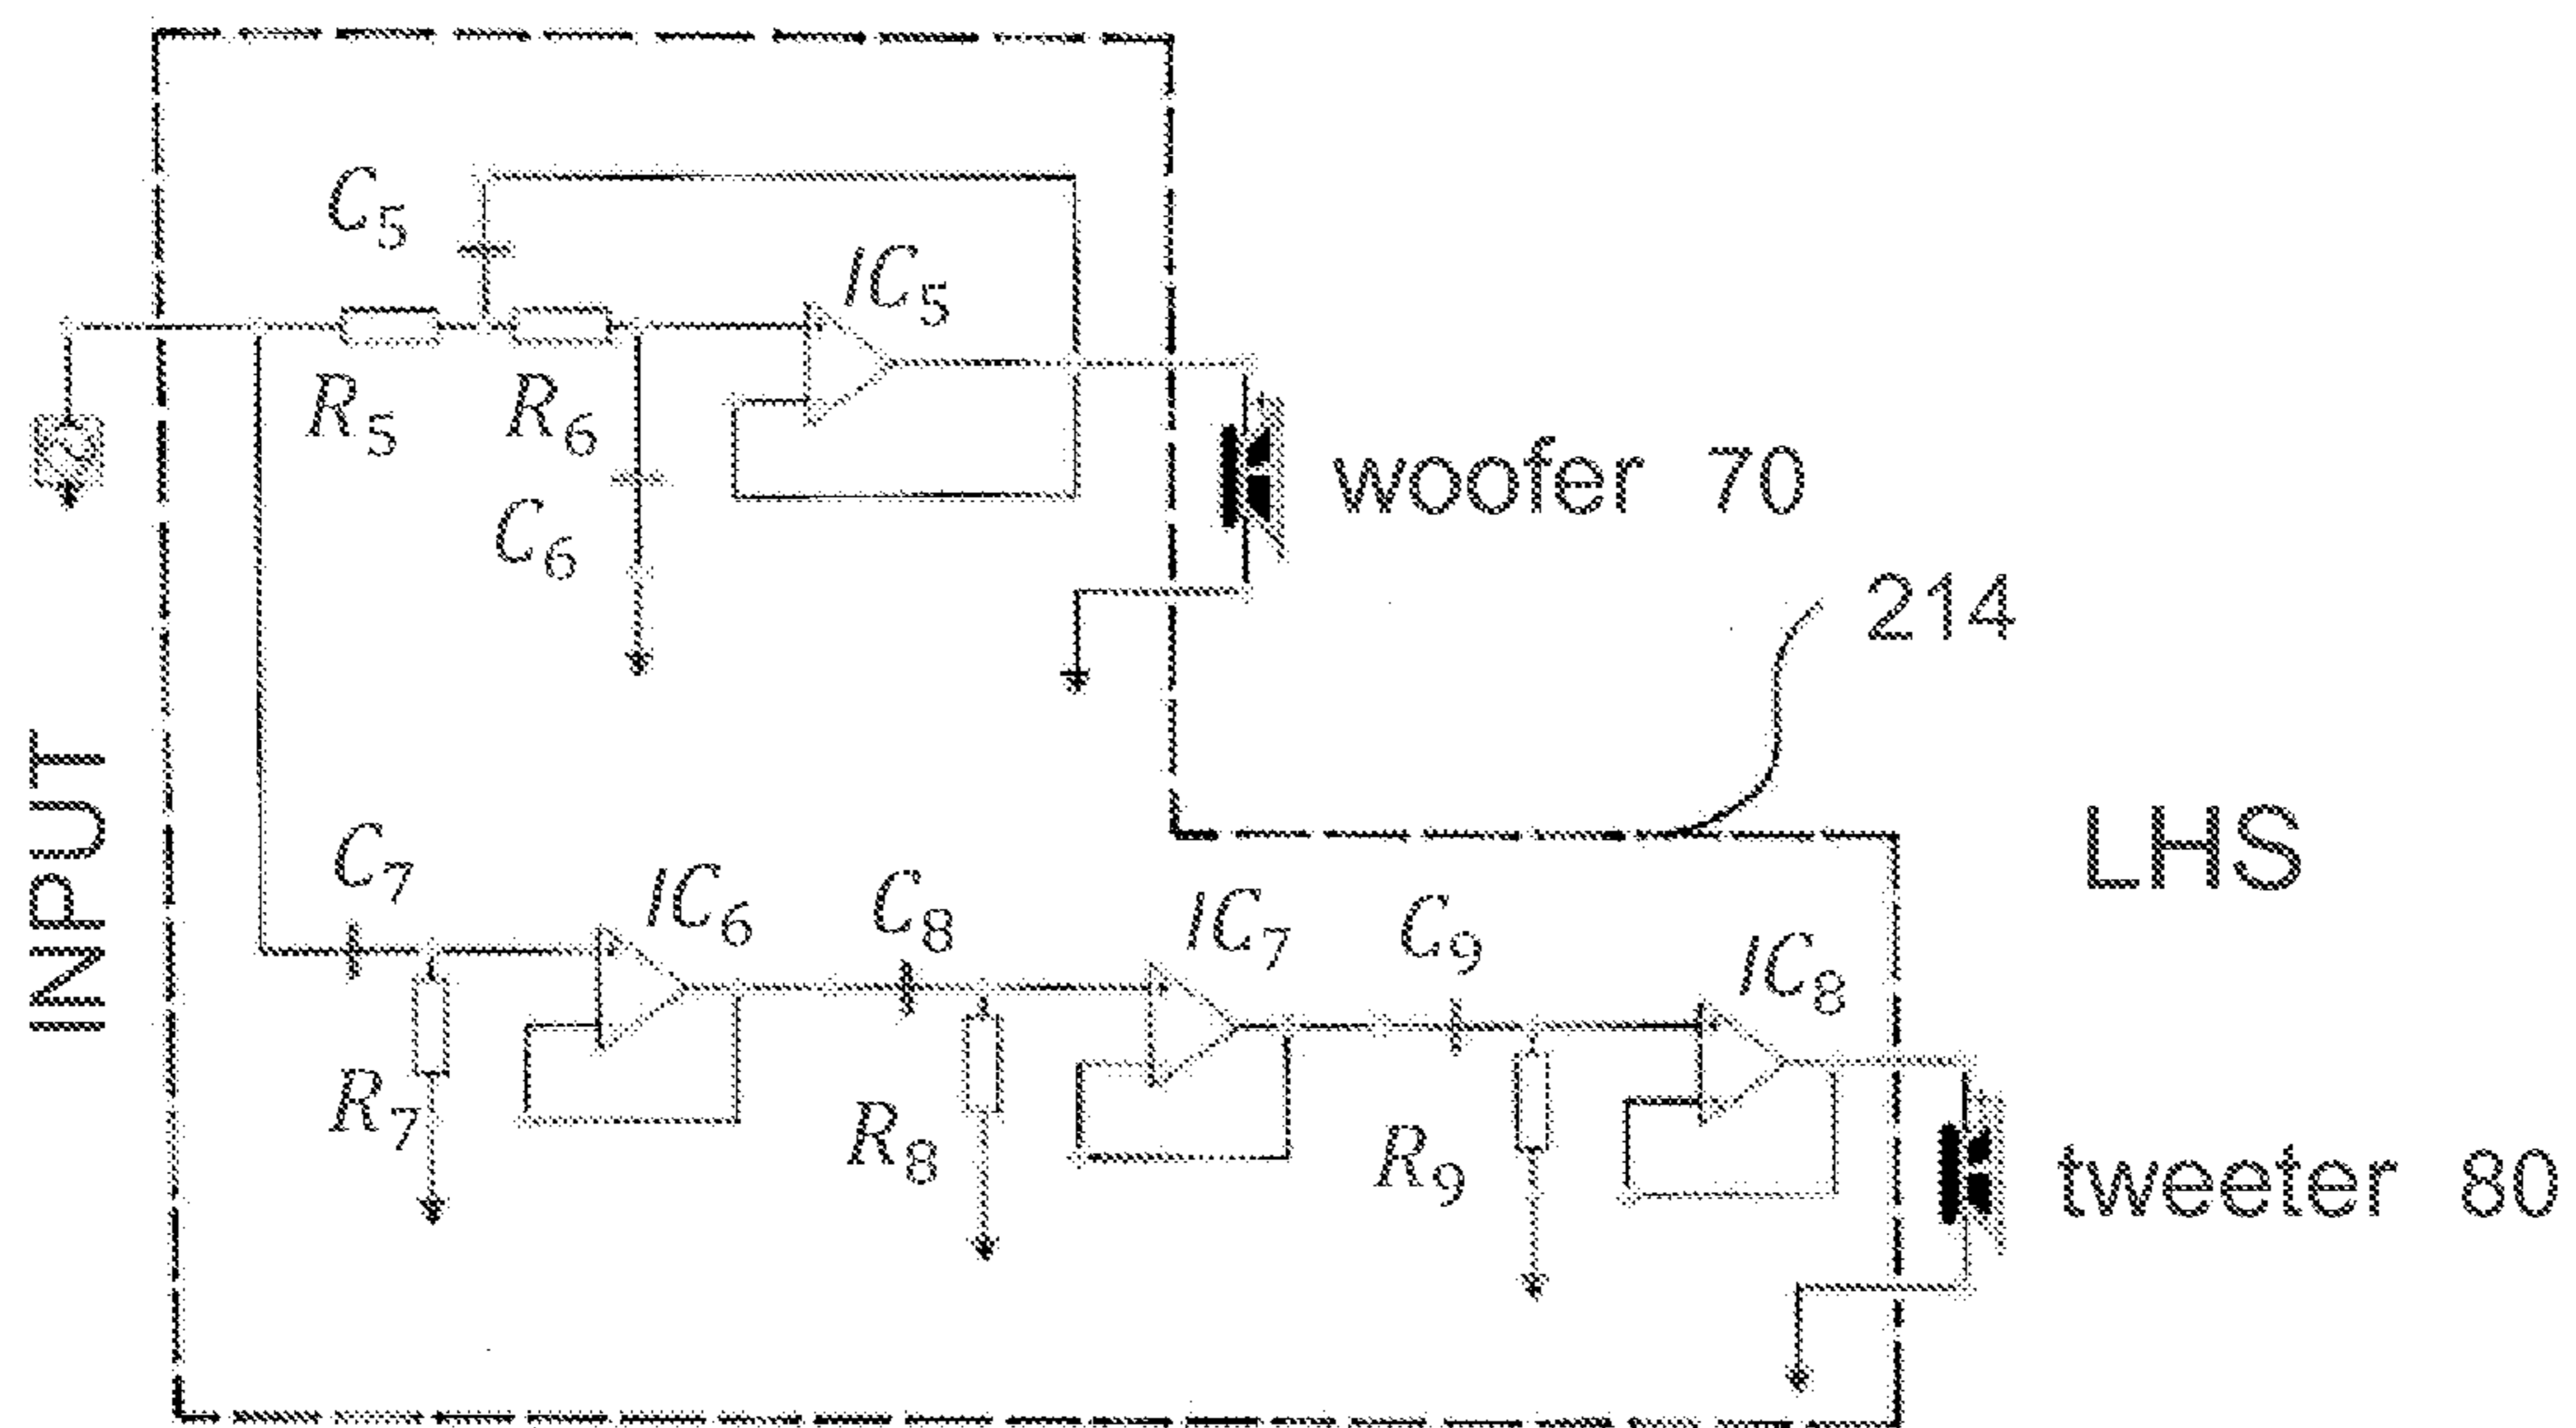 C5
IC5
R5
R6
woofer 70
C6
214
INPUT
LHS
C7
IC6
C8
IC7
C9
IC8
R7
R8
R9
tweeter 80